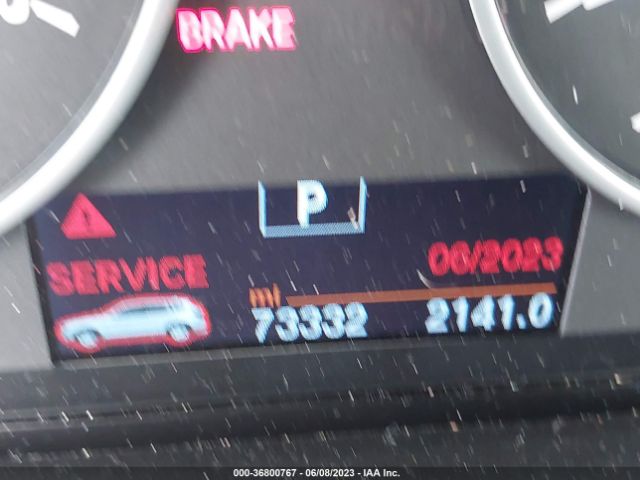 BRAKE
P
SERVICE
06/2023
mi
73332 2141.0
000-36800767 - 06/08/2023 - IAA Inc.